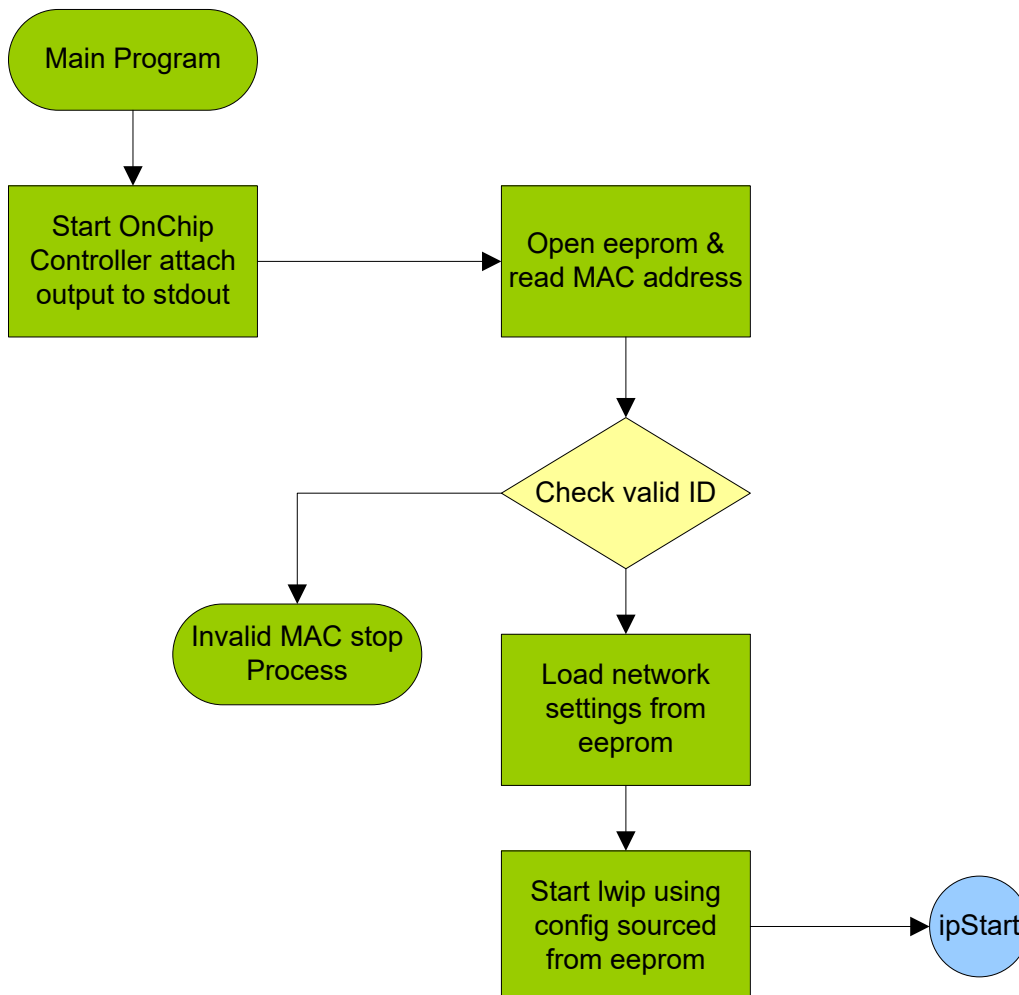 Main Program
Start OnChip
Controller attach
output to stdout
Open eeprom &
read MAC address
Check valid ID
Invalid MAC stop
Process
Load network
settings from
eeprom
Start lwip using
config sourced
from eeprom
ipStart